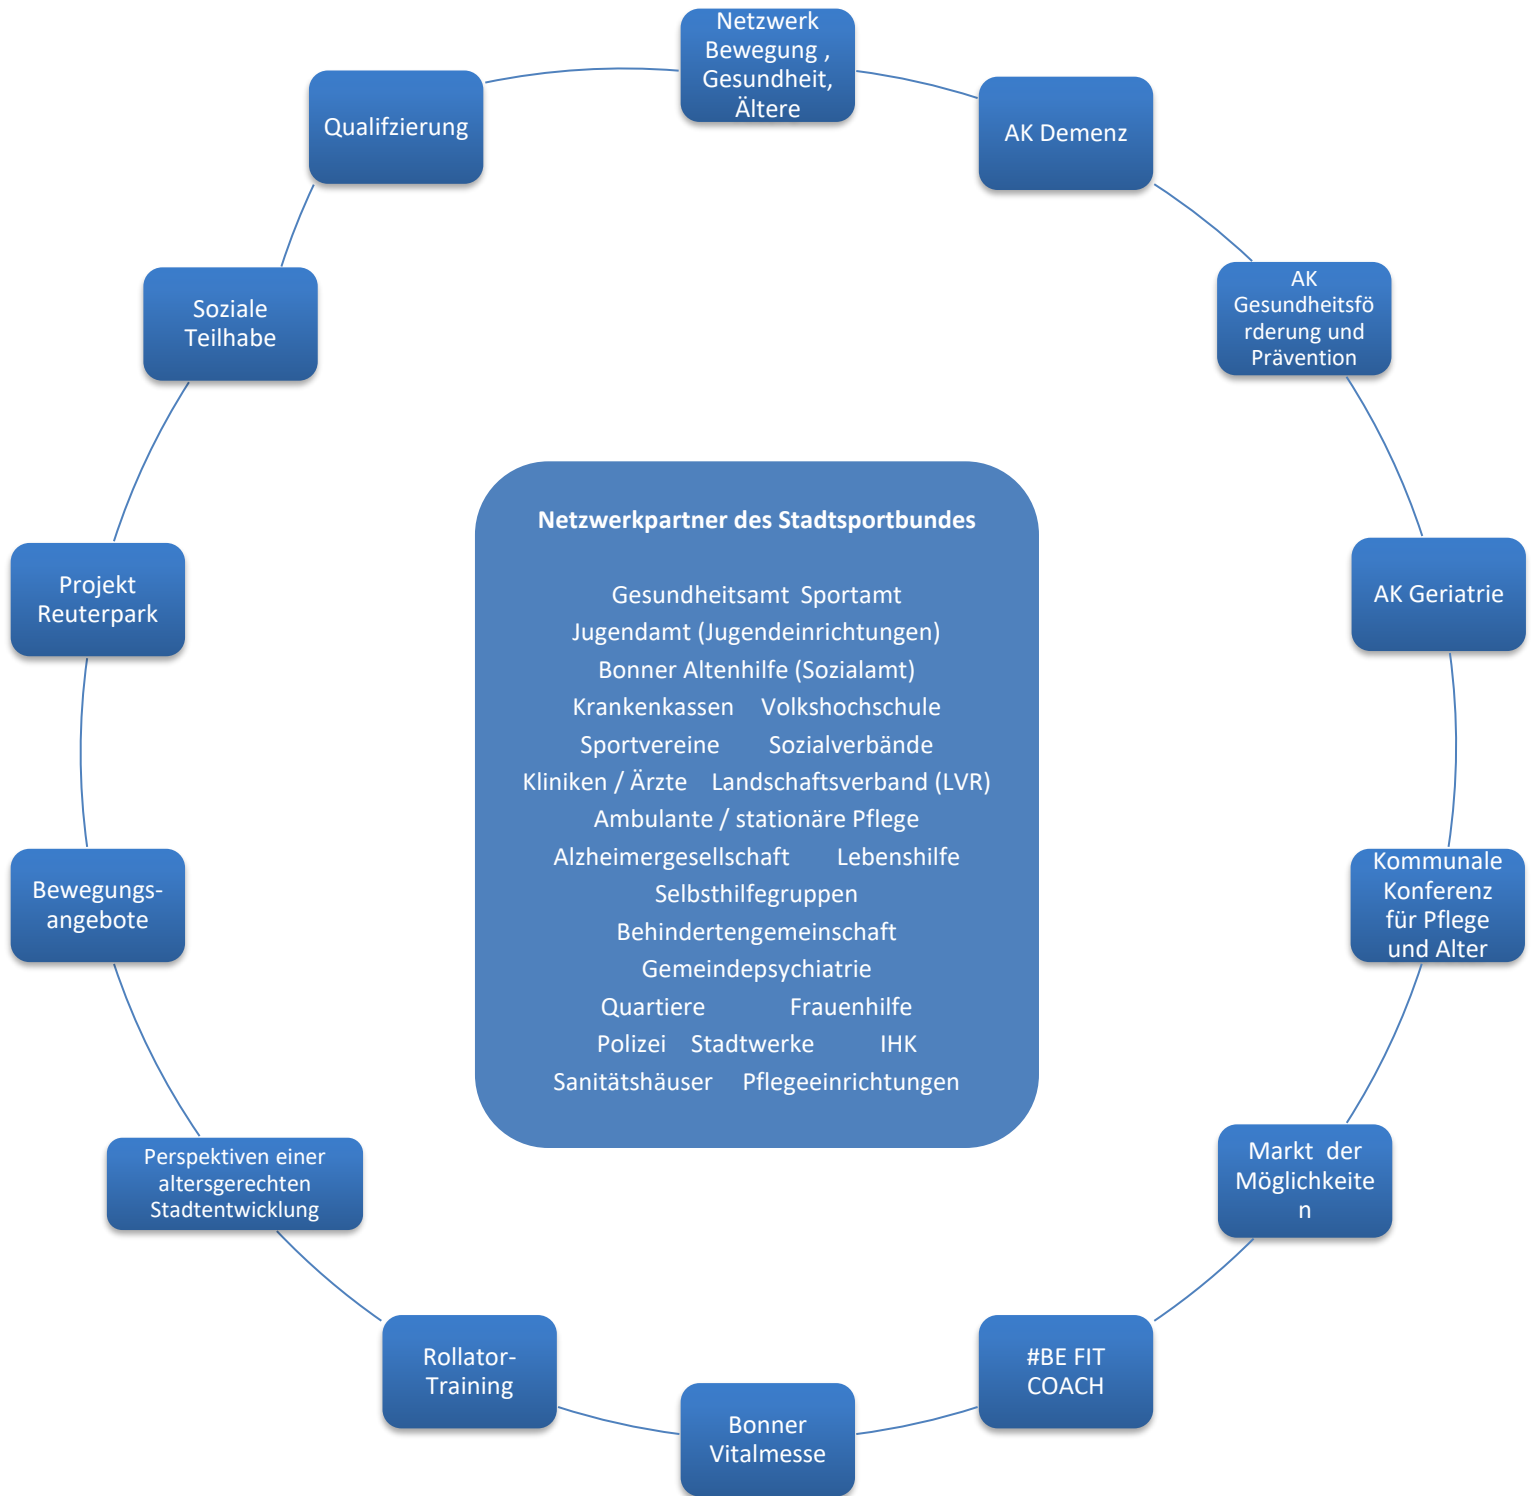 Netzwerk
Bewegung ,
Gesundheit,
Ältere
AK Demenz
AK
Gesundheitsfö
rderung und
Prävention
AK Geriatrie
Kommunale
Konferenz
für Pflege
und Alter
Markt  der
Möglichkeite
n
#BE FIT
COACH
Bonner
Vitalmesse
Rollator-
Training
Perspektiven einer
altersgerechten
Stadtentwicklung
Bewegungs-
angebote
Projekt
Reuterpark
Soziale
Teilhabe
Qualifzierung
Netzwerkpartner des Stadtsportbundes
Gesundheitsamt  Sportamt
Jugendamt (Jugendeinrichtungen)
Bonner Altenhilfe (Sozialamt)
Krankenkassen    Volkshochschule
Sportvereine        Sozialverbände
Kliniken / Ärzte    Landschaftsverband (LVR)
Ambulante / stationäre Pflege
Alzheimergesellschaft        Lebenshilfe
Selbsthilfegruppen
Behindertengemeinschaft
Gemeindepsychiatrie
Quartiere              Frauenhilfe
Polizei    Stadtwerke           IHK
Sanitätshäuser     Pflegeeinrichtungen